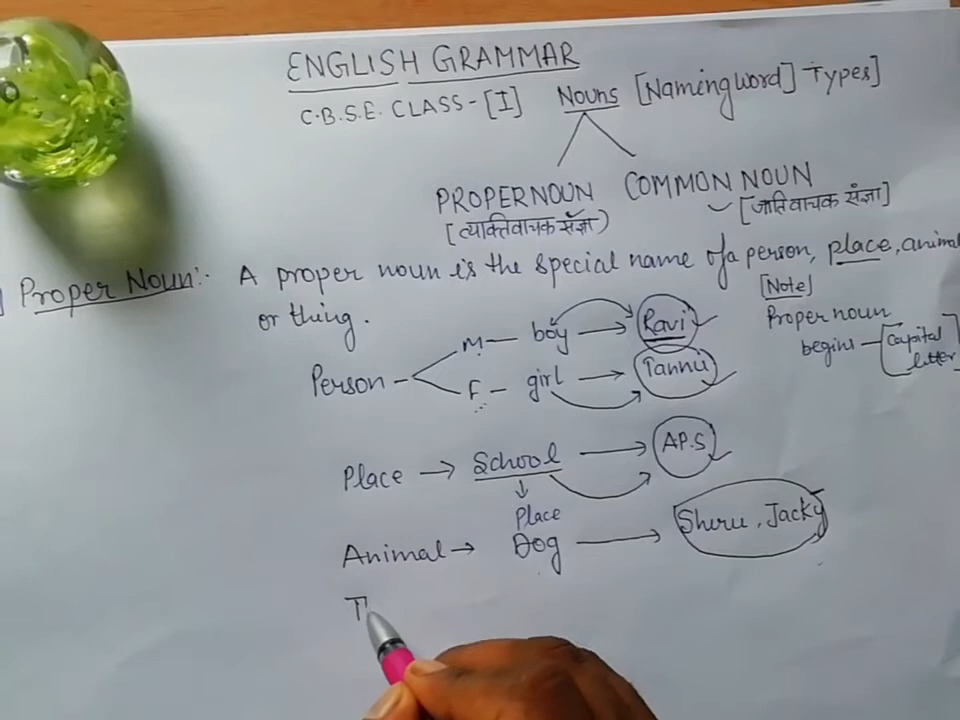 ENGLISH GRAMMAR
C.B.S.E. CLASS-[I] Nouns [Naming word] Types]
PROPER NOUN COMMON NOUN
[व्यक्तिवाचक संज्ञा) [जातिवाचक संज्ञा]
Proper Noun:- A proper noun is the special name of a person, place, animal
or thing.
[Note]
Proper noun
begins - [Capital
litter]
Person - M - boy → Ravi
F - girl → Tannu
Place → School → A.P.S
↓
Place
Animal → Dog → Sheru, Jacky
T